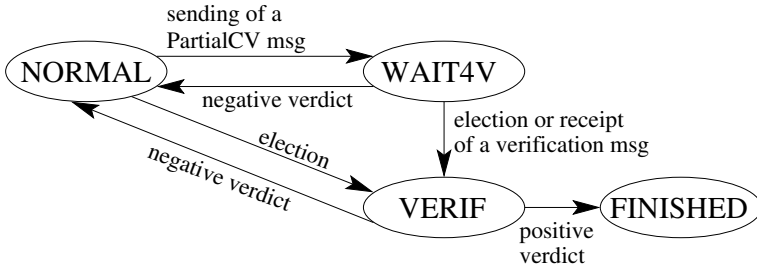 sending of a
PartialCV msg
NORMAL
WAIT4V
negative verdict
election or receipt
of a verification msg
election
negative verdict
VERIF
FINISHED
positive
verdict